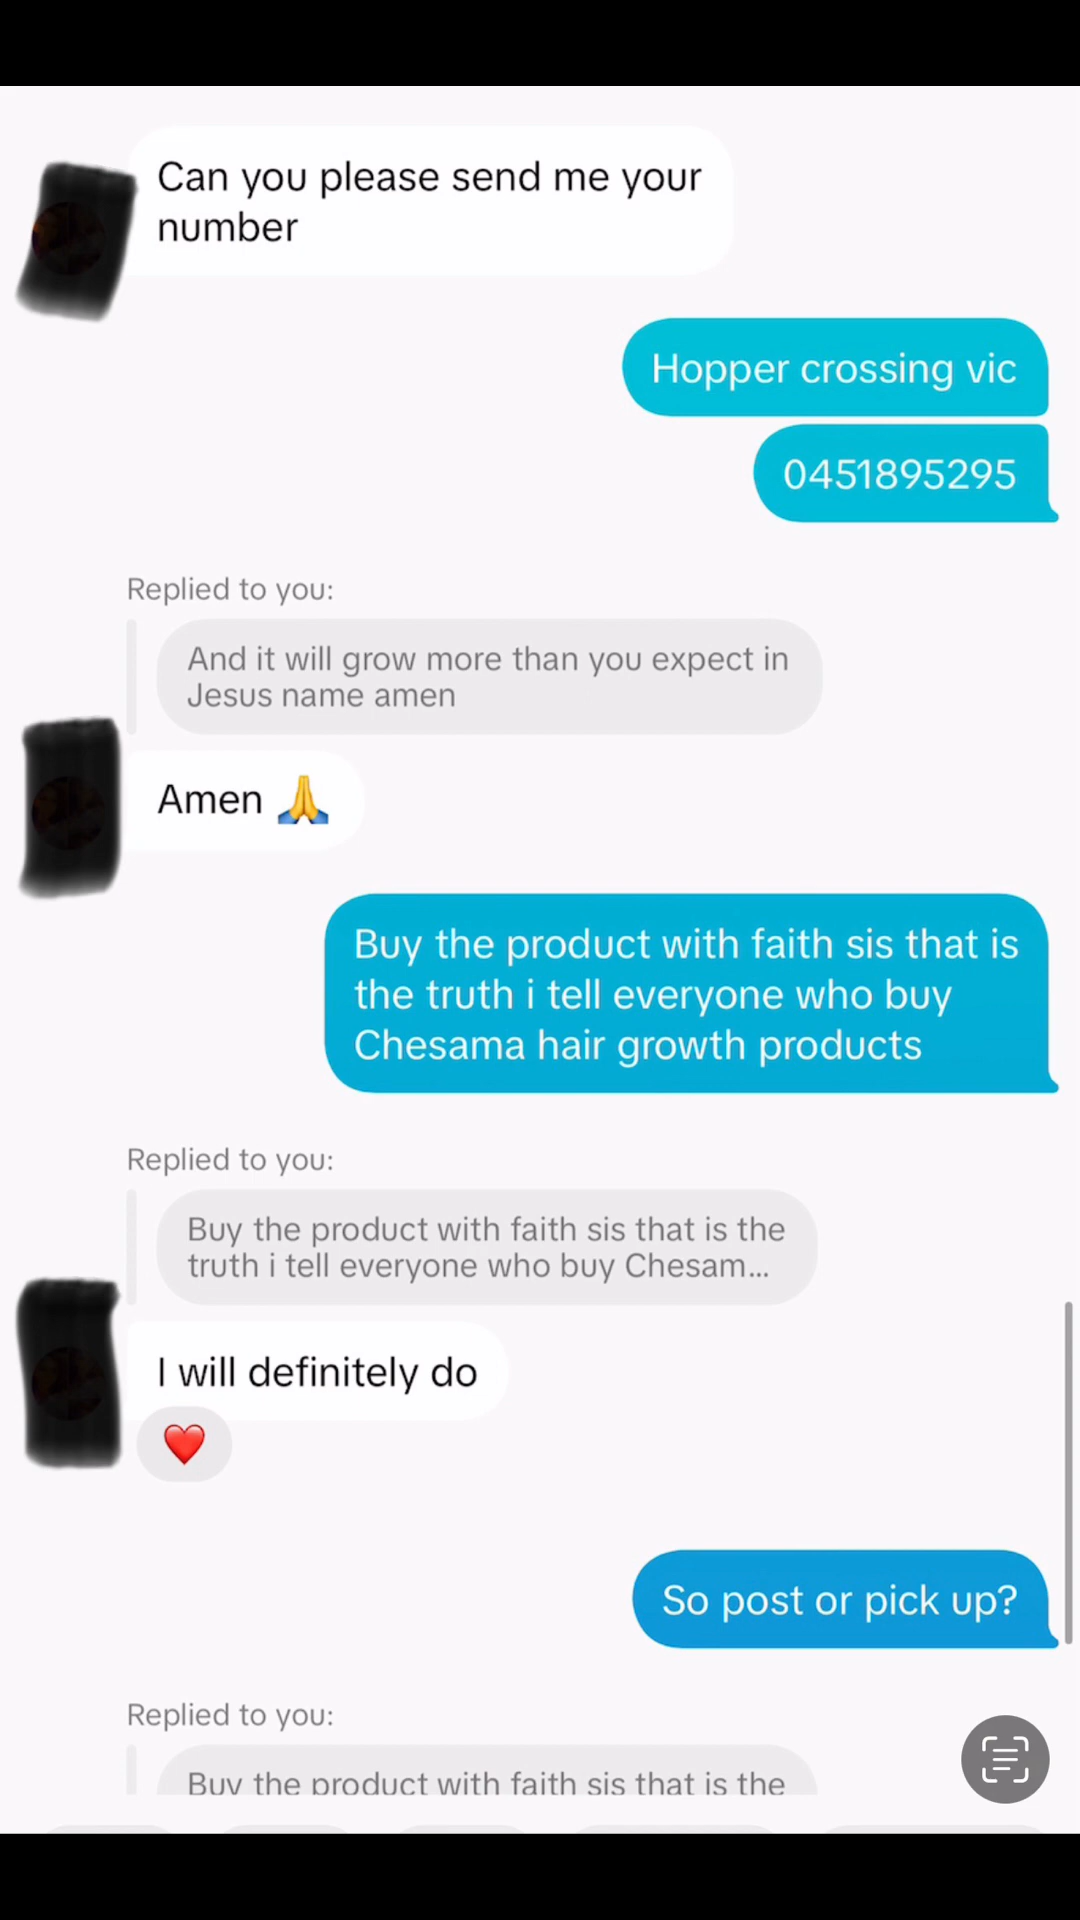 Can you please send me your
number
Hopper crossing vic
0451895295
Replied to you:
And it will grow more than you expect in
Jesus name amen
Amen 🙏
Buy the product with faith sis that is
the truth i tell everyone who buy
Chesama hair growth products
Replied to you:
Buy the product with faith sis that is the
truth i tell everyone who buy Chesam...
I will definitely do
❤️
So post or pick up?
Replied to you:
Buy the product with faith sis that is the